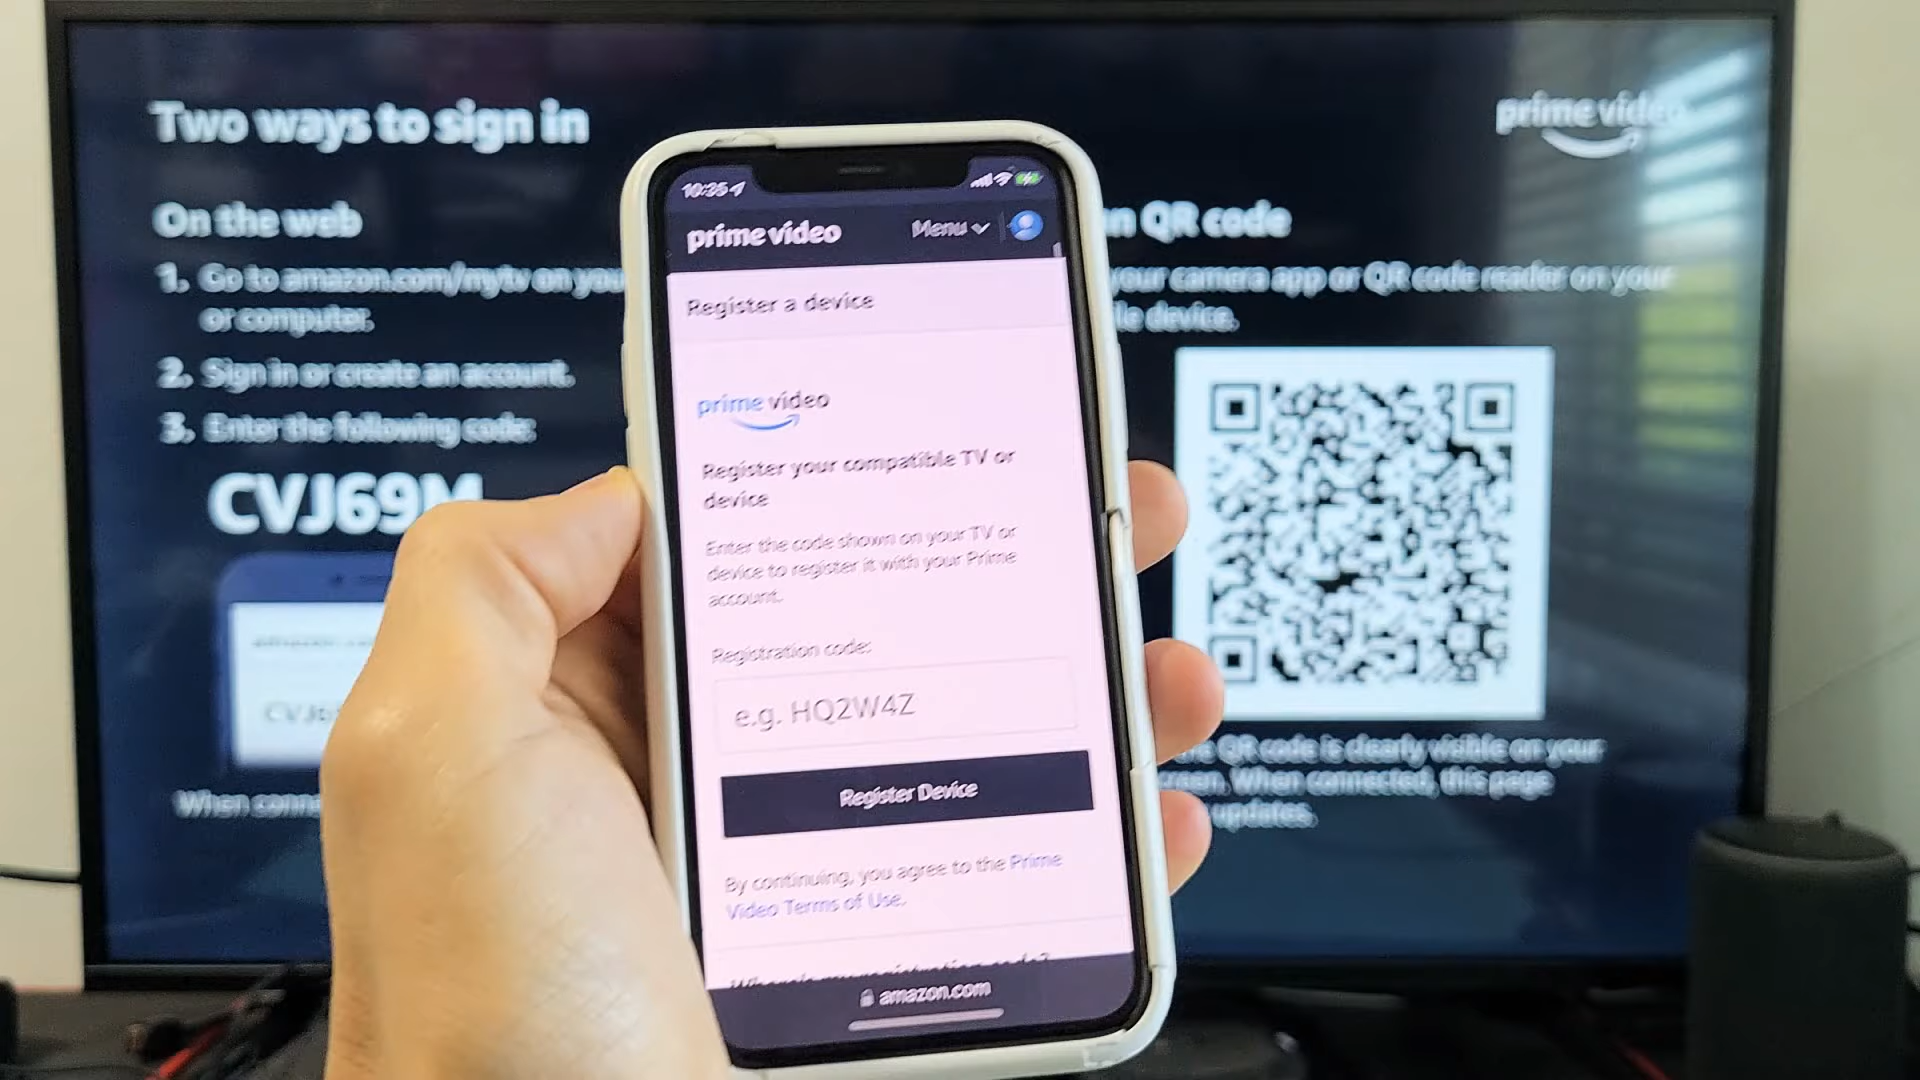 Two ways to sign in
prime video
On the web
1. Go to amazon.com/mytv on you
or computer.
2. Sign in or create an account.
3. Enter the following code:
CVJ69M
When conne
10:35
prime video
Menu
Register a device
prime video
Register your compatible TV or
device
Enter the code shown on your TV or
device to register it with your Prime
account.
Registration code:
e.g. HQ2W4Z
Register Device
By continuing, you agree to the Prime
Video Terms of Use.
amazon.com
n QR code
your camera app or QR code reader on your
le device.
QR code is clearly visible on your
reen. When connected, this page
updates.